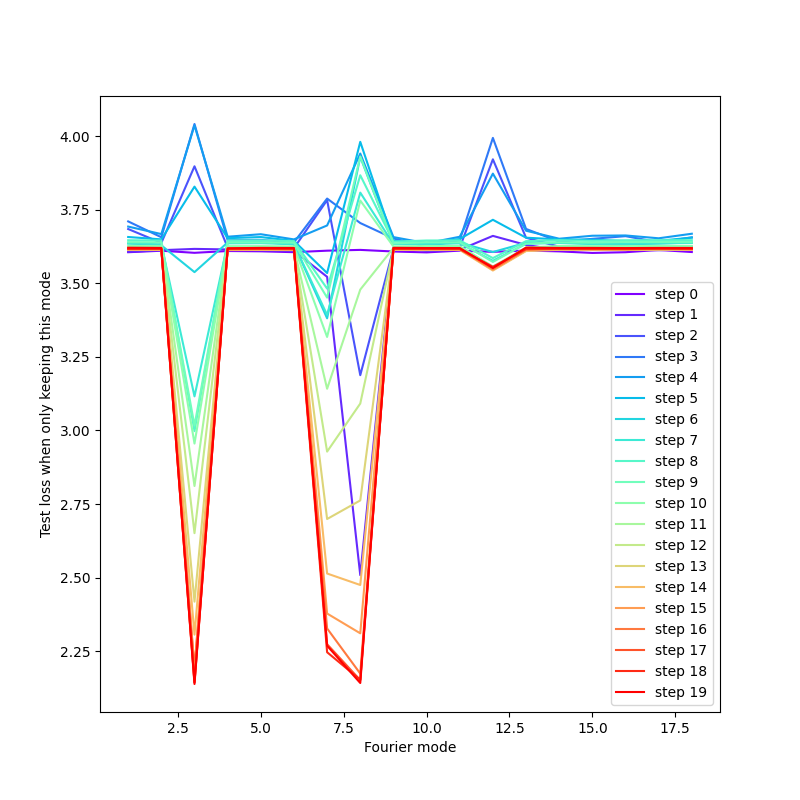 Test loss when only keeping this mode
4.00
3.75
3.50
3.25
3.00
2.75
2.50
2.25
step 0
step 1
step 2
step 3
step 4
step 5
step 6
step 7
step 8
step 9
step 10
step 11
step 12
step 13
step 14
step 15
step 16
step 17
step 18
step 19
2.5 5.0 7.5 10.0 12.5 15.0 17.5
Fourier mode